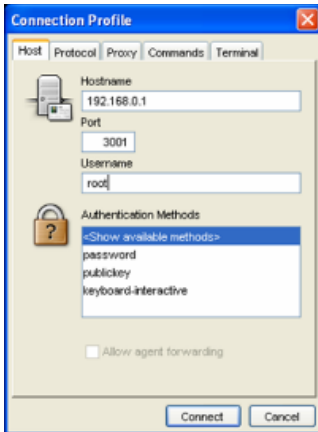 Connection Profile
Host Protocol Proxy Commands Terminal
Hostname
192.168.0.1
Port
3001
Username
root
?
Authentication Methods
<Show available methods>
password
publickey
keyboard-interactive
Allow agent forwarding
Connect Cancel